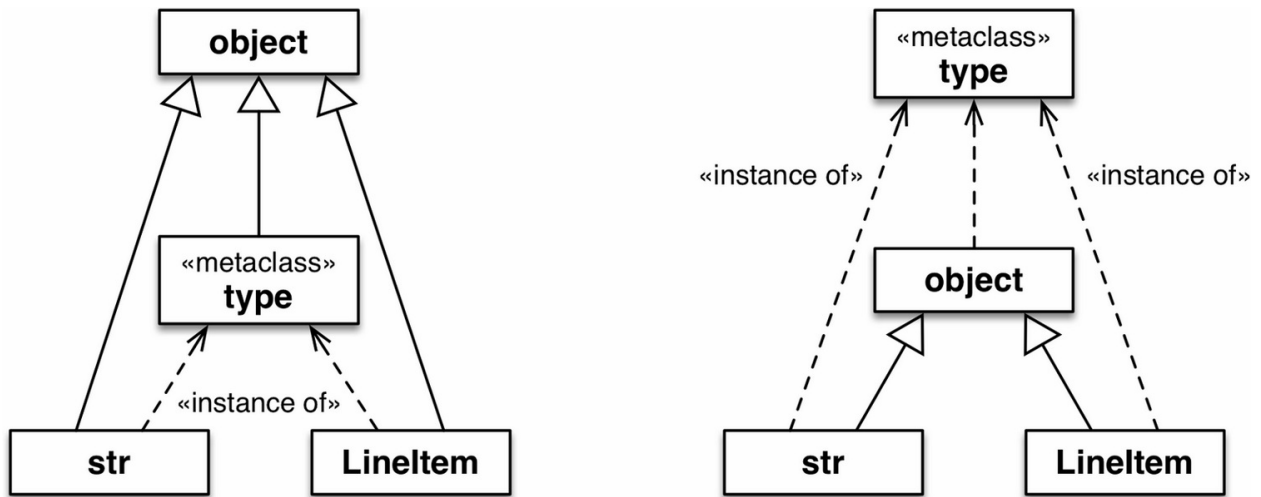 object
«metaclass»
type
«instance of»
str
LineItem
«metaclass»
type
«instance of»
«instance of»
object
str
LineItem